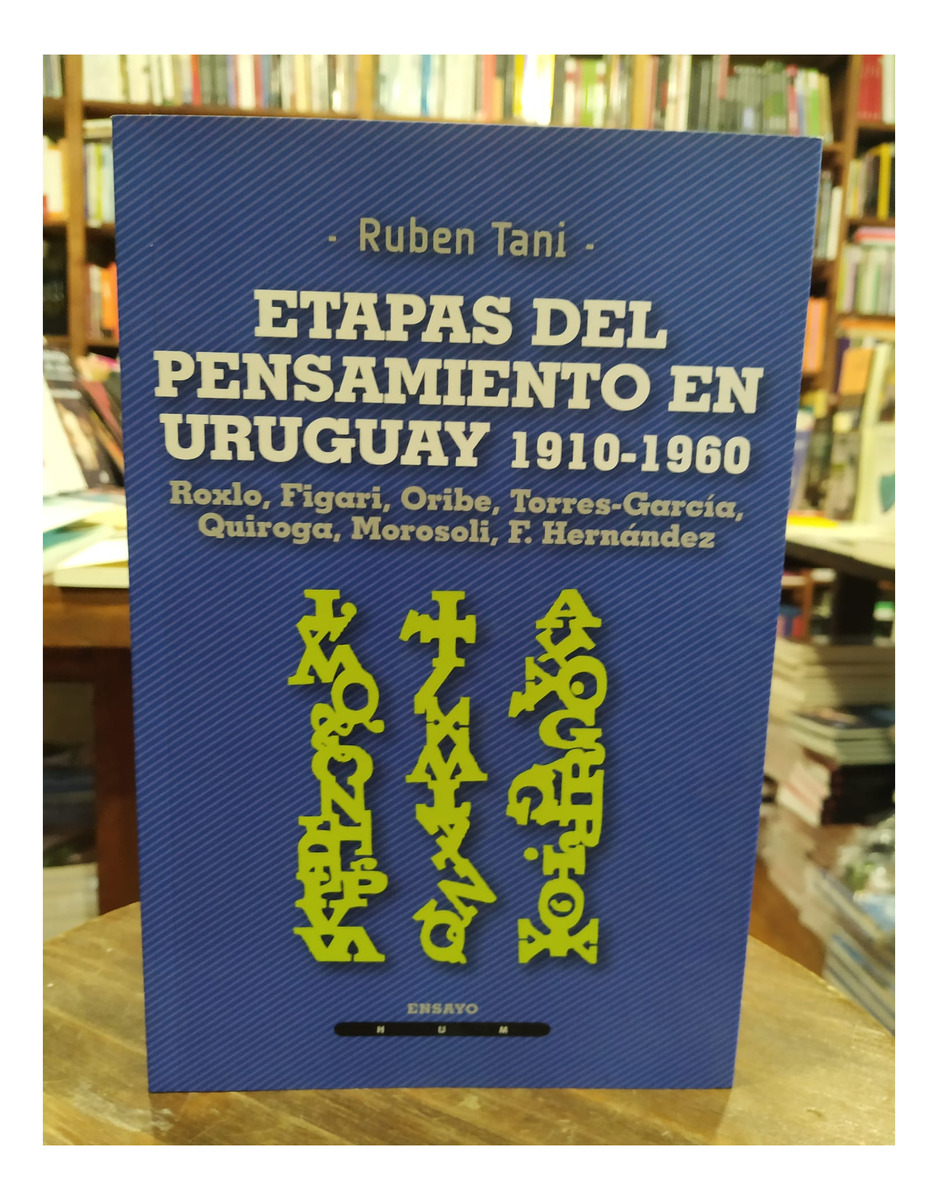 - Ruben Tani -
ETAPAS DEL
PENSAMIENTO EN
URUGUAY 1910-1960
Roxlo, Figari, Oribe, Torres-García,
Quiroga, Morosoli, F. Hernández
ENSAYO
H U M